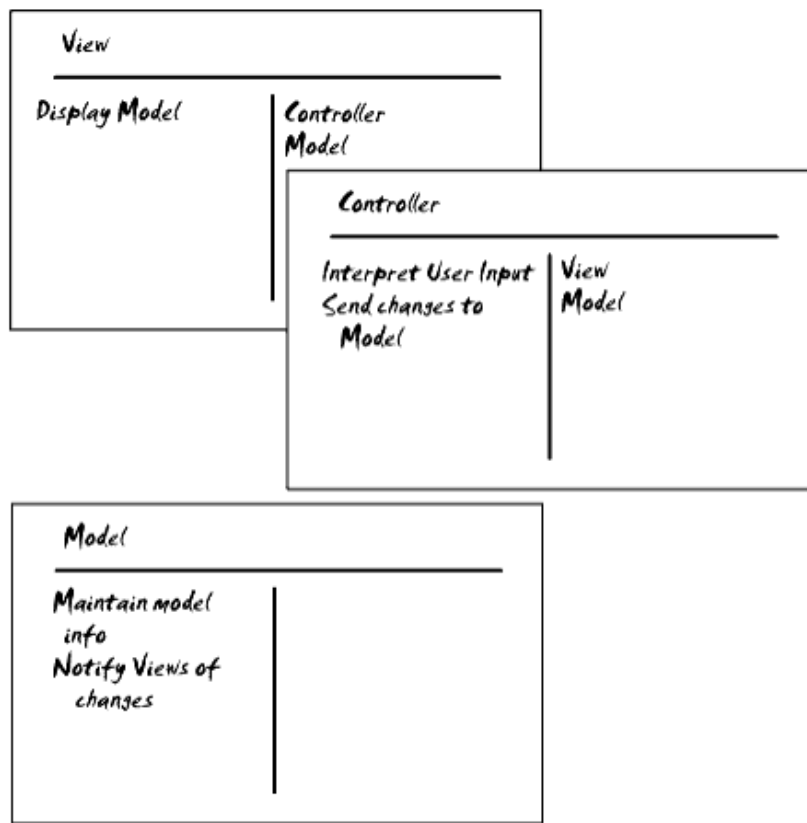 View
Display Model
Controller
Model
Controller
Interpret User Input
Send changes to
Model
View
Model
Model
Maintain model
info
Notify Views of
changes